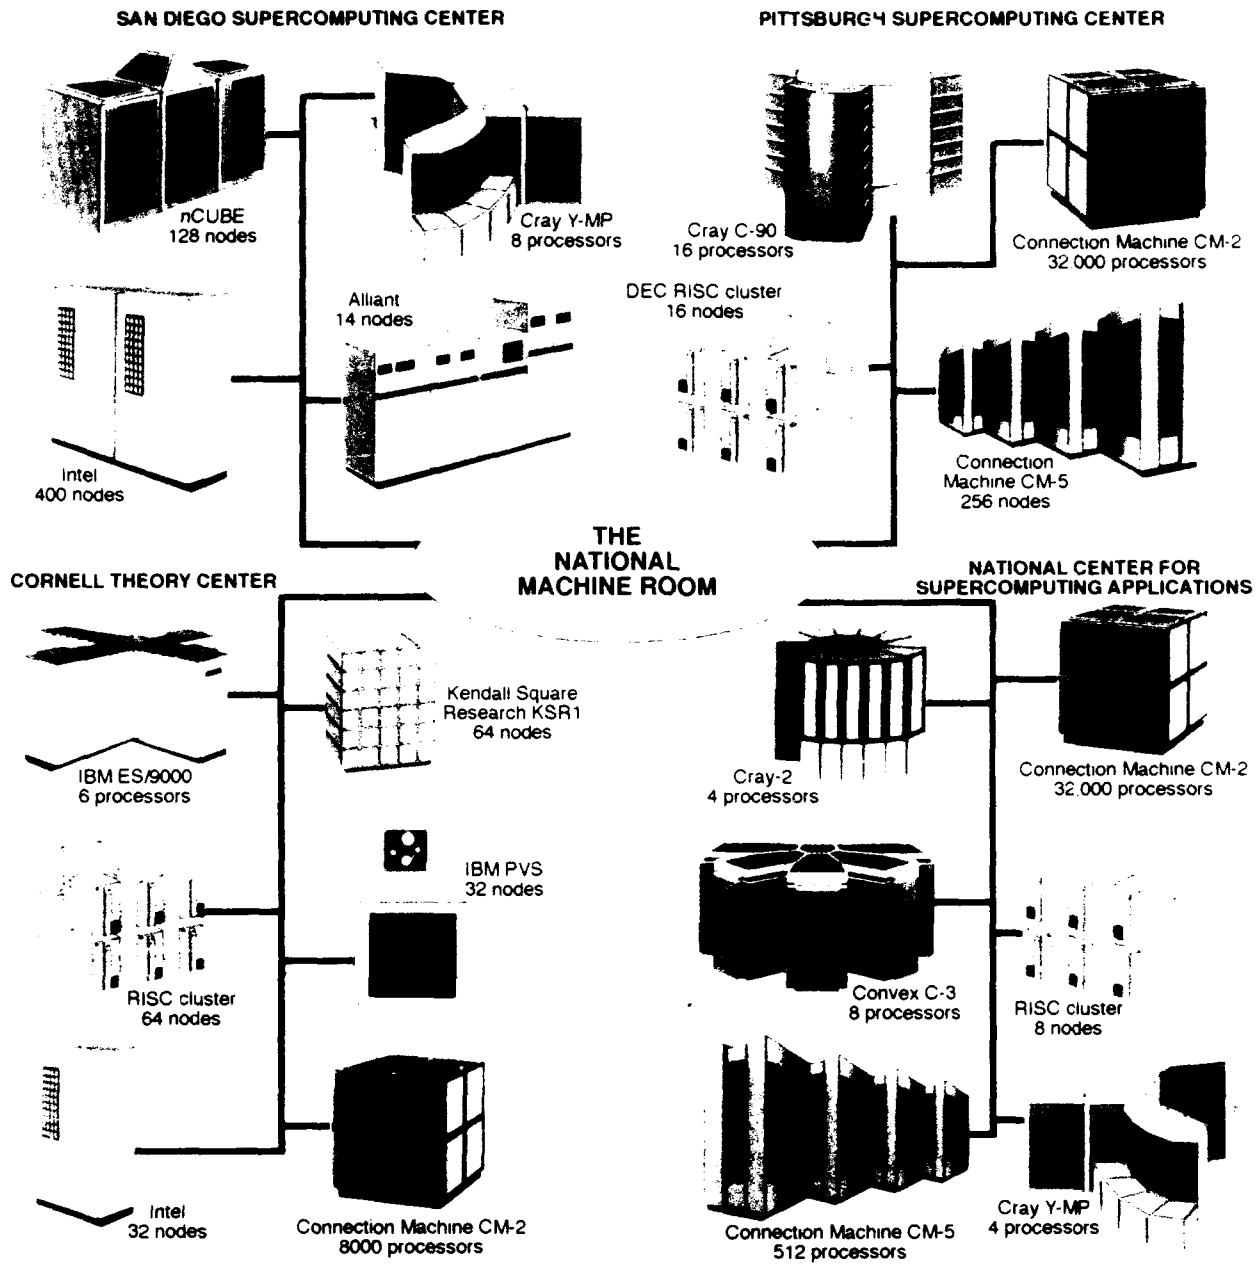 SAN DIEGO SUPERCOMPUTING CENTER
nCUBE
128 nodes
Cray Y-MP
8 processors
Intel
400 nodes
Alliant
14 nodes
PITTSBURGH SUPERCOMPUTING CENTER
Cray C-90
16 processors
Connection Machine CM-2
32,000 processors
DEC RISC cluster
16 nodes
Connection
Machine CM-5
256 nodes
THE
NATIONAL
MACHINE ROOM
CORNELL THEORY CENTER
IBM ES/9000
6 processors
Kendall Square
Research KSR1
64 nodes
RISC cluster
64 nodes
IBM PVS
32 nodes
Intel
32 nodes
Connection Machine CM-2
8000 processors
NATIONAL CENTER FOR
SUPERCOMPUTING APPLICATIONS
Cray-2
4 processors
Connection Machine CM-2
32,000 processors
Convex C-3
8 processors
RISC cluster
8 nodes
Connection Machine CM-5
512 processors
Cray Y-MP
4 processors